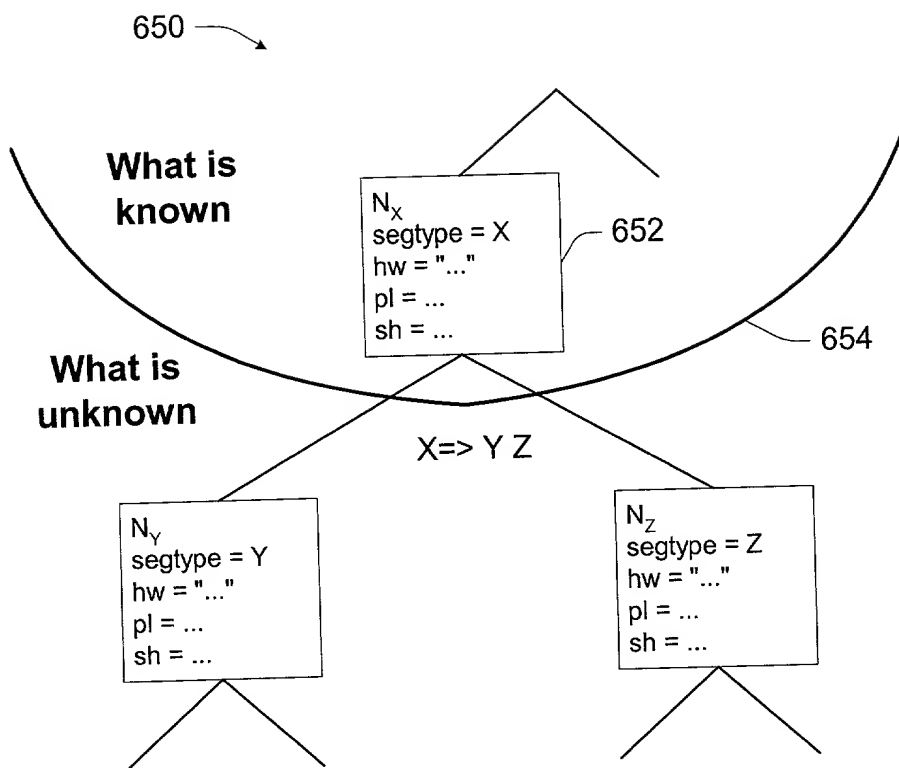 650
What is
known
N_X
segtype = X
hw = "..."
pl = ...
sh = ...
652
654
What is
unknown
X=> Y Z
N_Y
segtype = Y
hw = "..."
pl = ...
sh = ...
N_Z
segtype = Z
hw = "..."
pl = ...
sh = ...